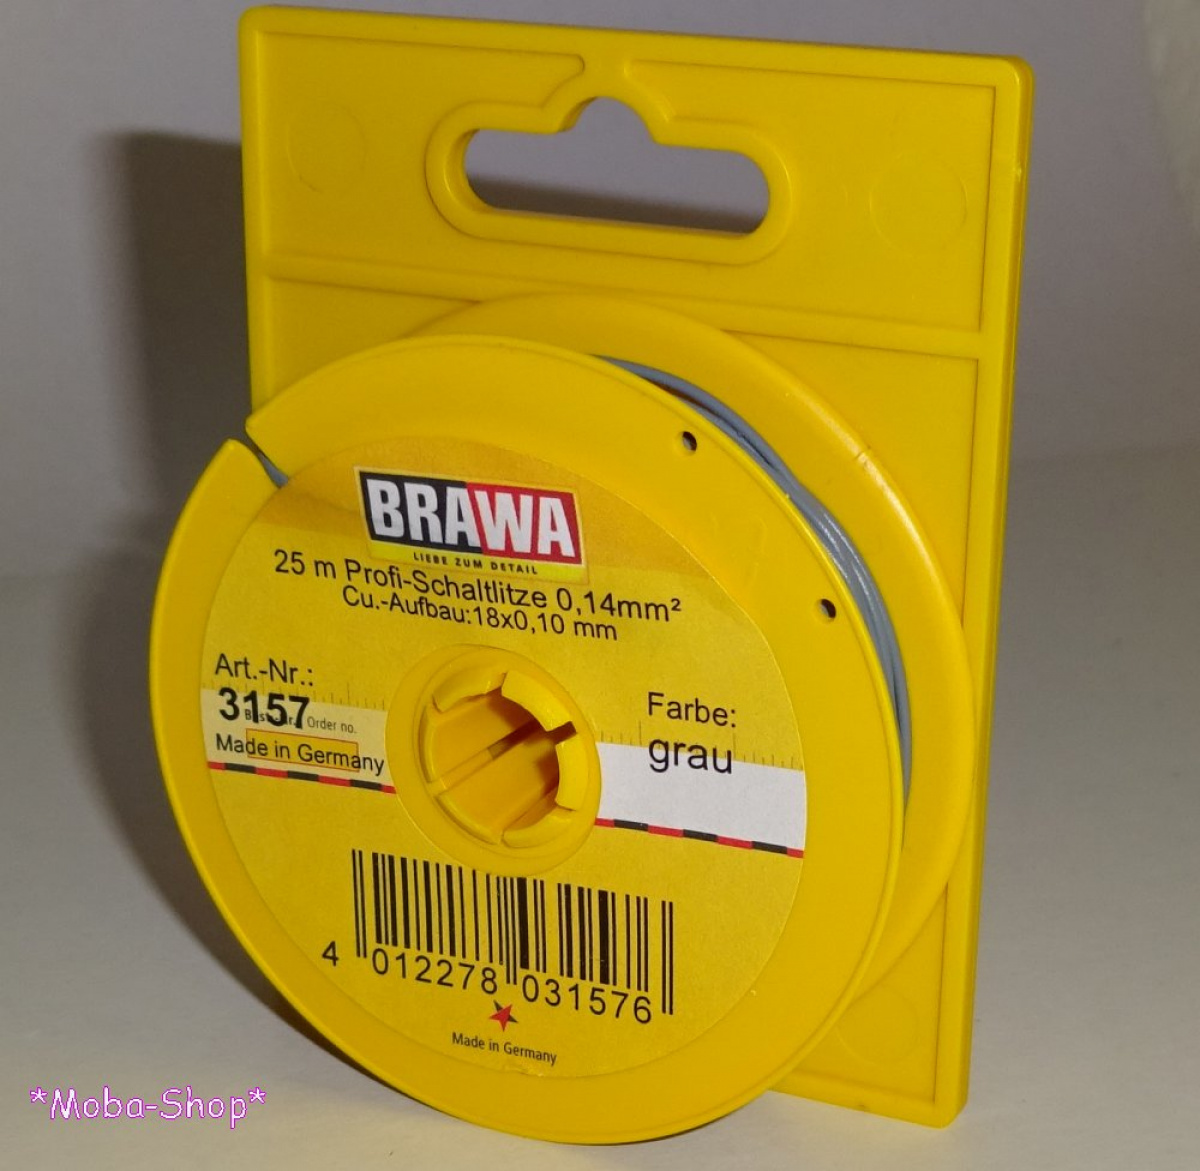 BRAWA
LIEBE ZUM DETAIL
25 m Profi-Schaltlitze 0,14mm²
Cu.-Aufbau:18x0,10 mm
Art.-Nr.:
3157
Order no.
Made in Germany
Farbe:
grau
4 012278 031576
Made in Germany
*Moba-Shop*